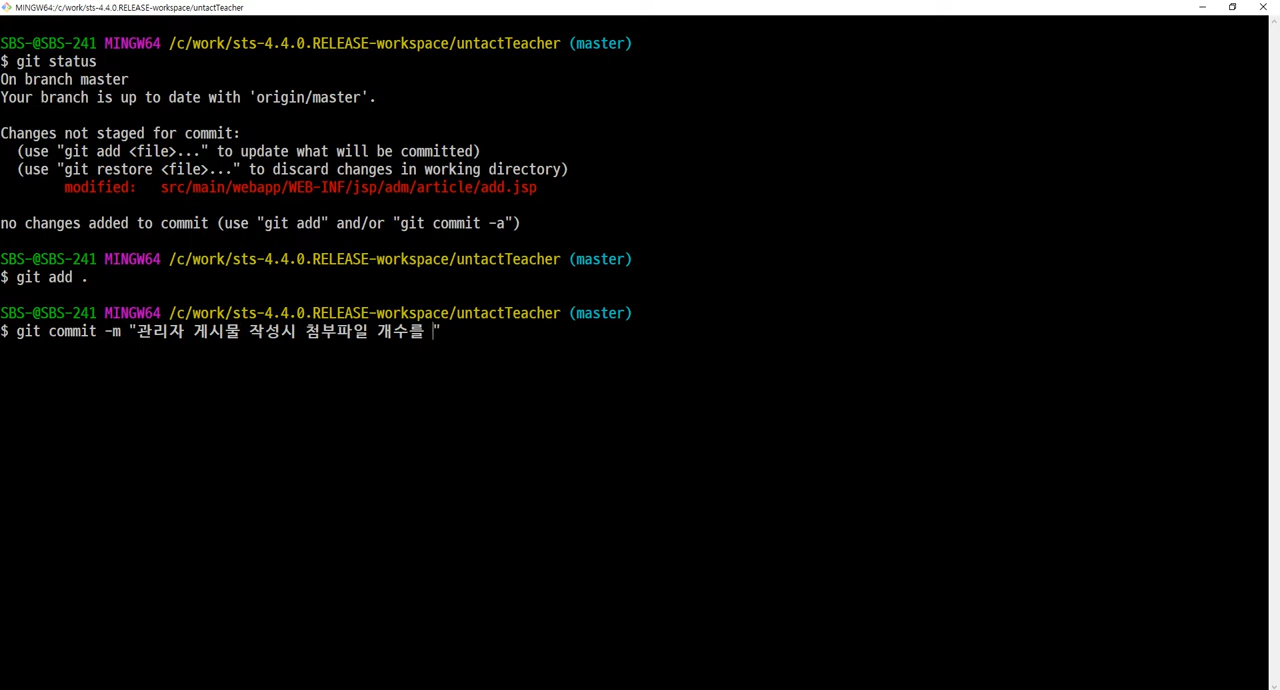 MINGW64:/c/work/sts-4.4.0.RELEASE-workspace/untactTeacher
SBS-@SBS-241 MINGW64 /c/work/sts-4.4.0.RELEASE-workspace/untactTeacher (master)
$ git status
On branch master
Your branch is up to date with 'origin/master'.
Changes not staged for commit:
(use "git add <file>..." to update what will be committed)
(use "git restore <file>..." to discard changes in working directory)
modified: src/main/webapp/WEB-INF/jsp/adm/article/add.jsp
no changes added to commit (use "git add" and/or "git commit -a")
SBS-@SBS-241 MINGW64 /c/work/sts-4.4.0.RELEASE-workspace/untactTeacher (master)
$ git add .
SBS-@SBS-241 MINGW64 /c/work/sts-4.4.0.RELEASE-workspace/untactTeacher (master)
$ git commit -m "관리자 게시물 작성시 첨부파일 개수를 "